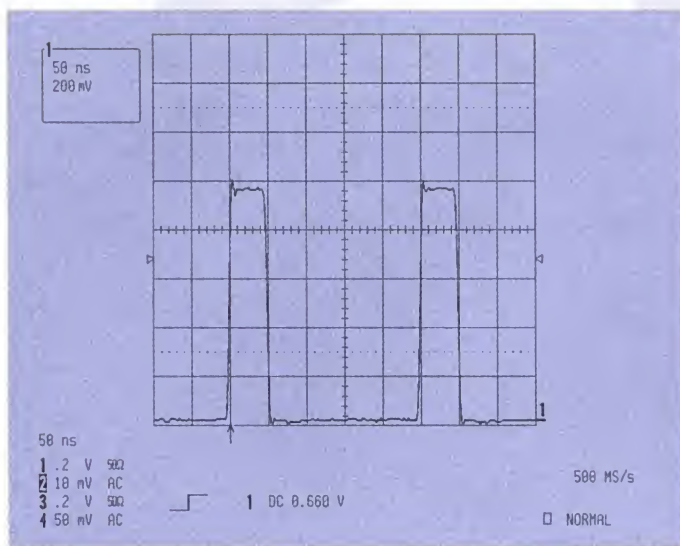 1
50 ns
200 mV
1
50 ns
1 .2 V 50Ω
2 10 mV AC
3 .2 V 50Ω
4 50 mV AC
1 DC 0.660 V
500 MS/s
□ NORMAL